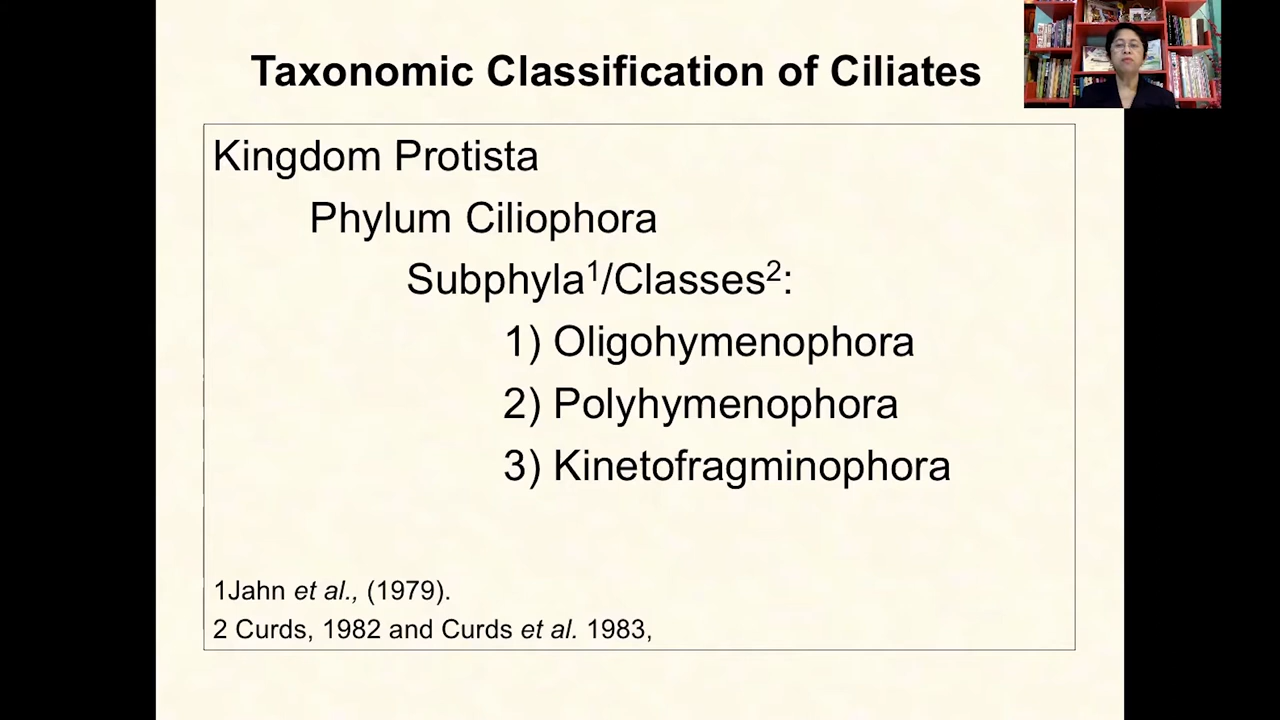 Taxonomic Classification of Ciliates
Kingdom Protista
Phylum Ciliophora
Subphyla¹/Classes²:
1) Oligohymenophora
2) Polyhymenophora
3) Kinetofragminophora
1Jahn et al., (1979).
2 Curds, 1982 and Curds et al. 1983,